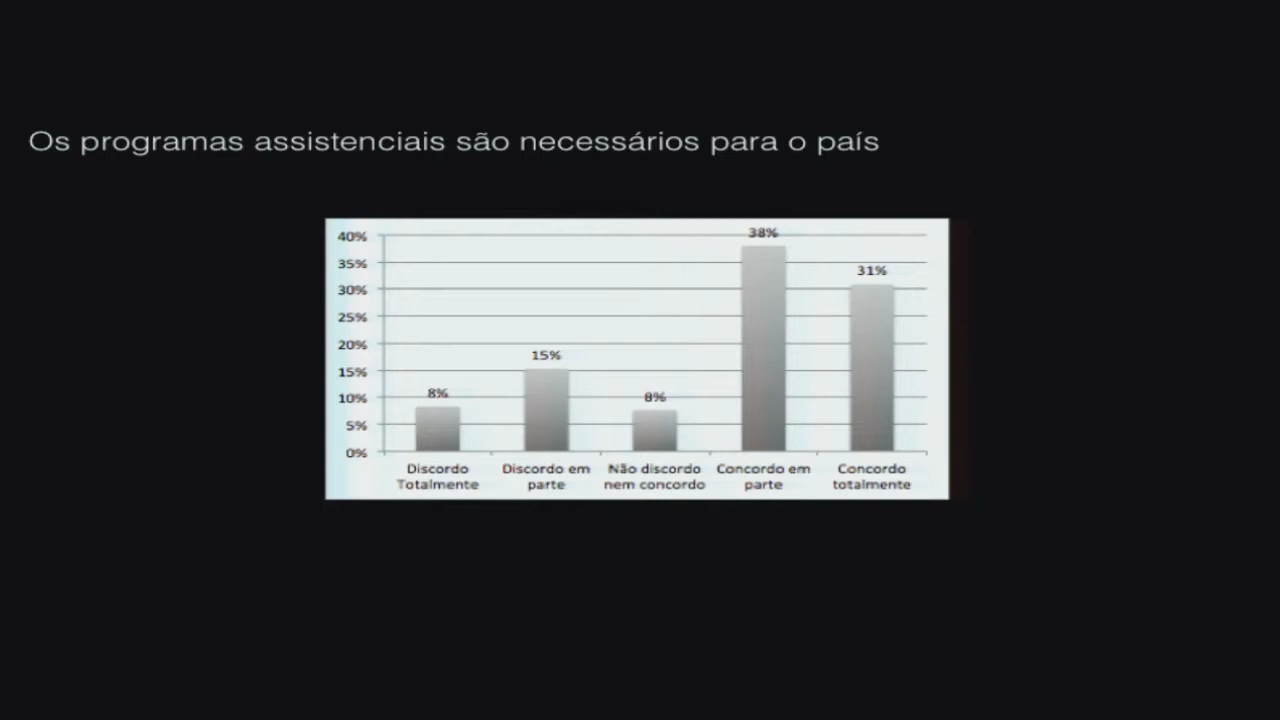 Os programas assistenciais são necessários para o país
40%
35%
30%
25%
20%
15%
10%
5%
0%
8%
15%
8%
38%
31%
Discordo
Totalmente
Discordo em
parte
Não discordo
nem concordo
Concordo em
parte
Concordo
totalmente